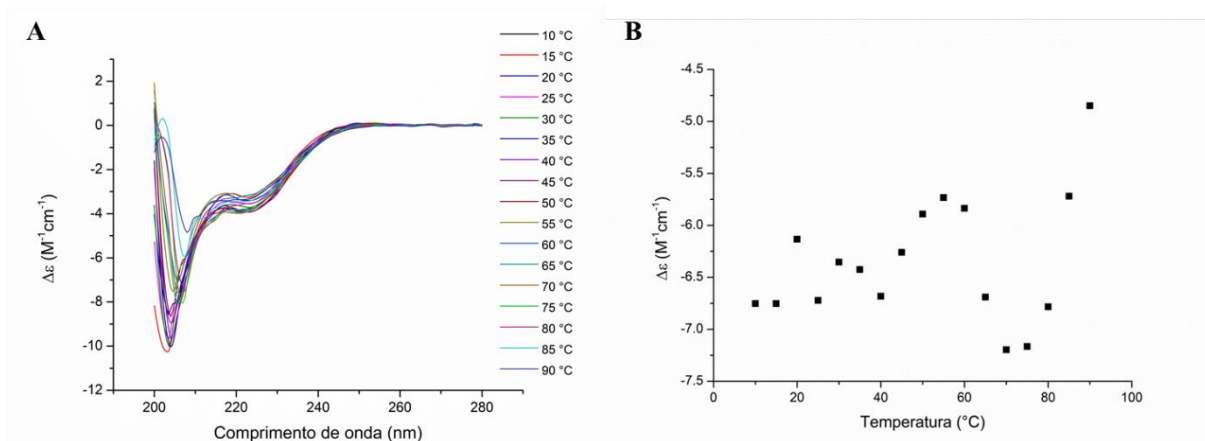 A
2
0
-2
-4
-6
-8
-10
-12
200
220
240
260
280
Δε (M⁻¹cm⁻¹)
Comprimento de onda (nm)
10 °C
15 °C
20 °C
25 °C
30 °C
35 °C
40 °C
45 °C
50 °C
55 °C
60 °C
65 °C
70 °C
75 °C
80 °C
85 °C
90 °C
B
-4.5
-5.0
-5.5
-6.0
-6.5
-7.0
-7.5
0
20
40
60
80
100
Δε (M⁻¹cm⁻¹)
Temperatura (°C)